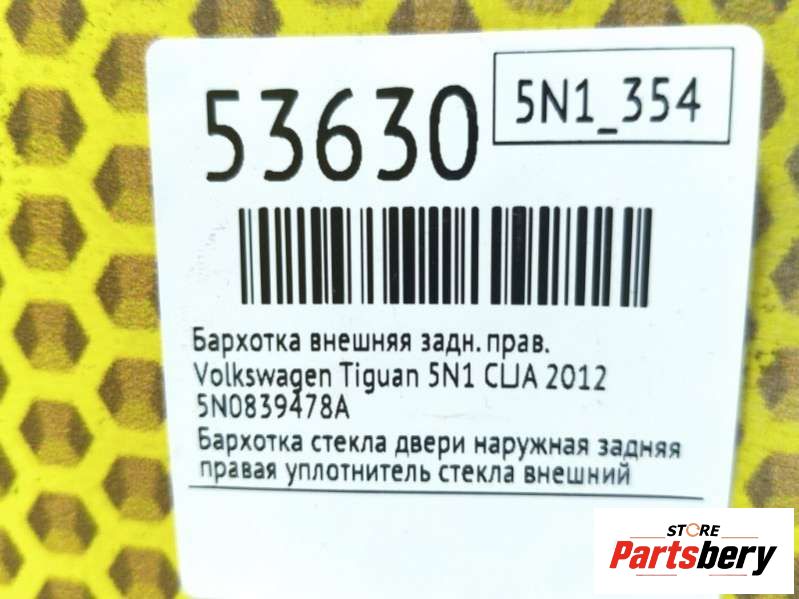 53630
5N1_354
Бархотка внешняя задн. прав.
Volkswagen Tiguan 5N1 CLJA 2012
5N0839478A
Бархотка стекла двери наружная задняя
правая уплотнитель стекла внешний
STORE
Partsbery